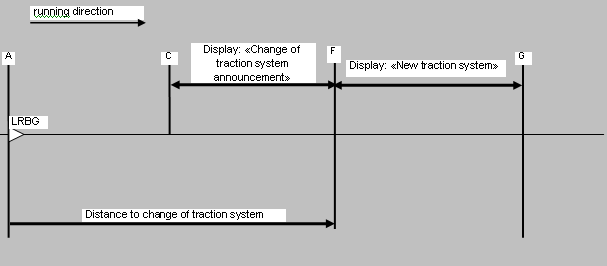 running direction
A
C
Display: «Change of
traction system
announcement»
F
Display: «New traction system»
G
LRBG
Distance to change of traction system